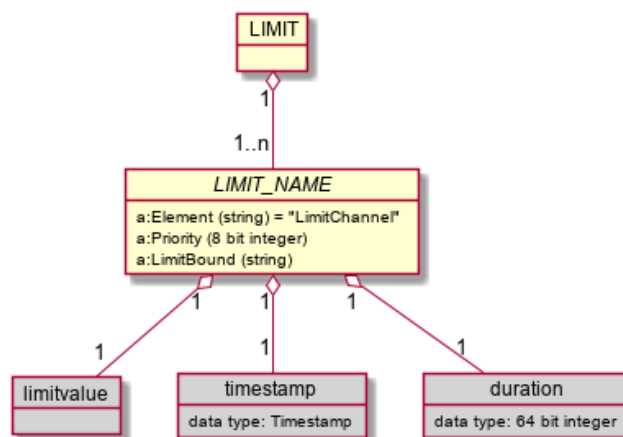 LIMIT
1
1..n
LIMIT_NAME
a:Element (string) = "LimitChannel"
a:Priority (8 bit integer)
a:LimitBound (string)
1 1 1
1 1 1
limitvalue
timestamp
data type: Timestamp
duration
data type: 64 bit integer